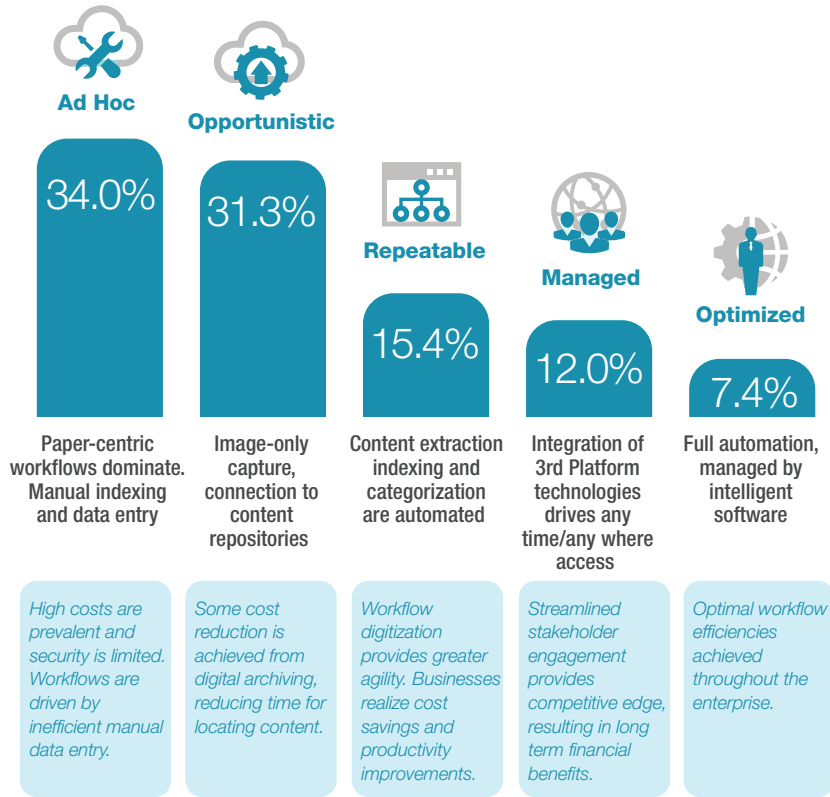 Ad Hoc
34.0%
Paper-centric
workflows dominate.
Manual indexing
and data entry
High costs are
prevalent and
security is limited.
Workflows are
driven by
inefficient manual
data entry.
Opportunistic
31.3%
Image-only
capture,
connection to
content
repositories
Some cost
reduction is
achieved from
digital archiving,
reducing time for
locating content.
Repeatable
15.4%
Content extraction
indexing and
categorization
are automated
Workflow
digitization
provides greater
agility. Businesses
realize cost
savings and
productivity
improvements.
Managed
12.0%
Integration of
3rd Platform
technologies
drives any
time/any where
access
Streamlined
stakeholder
engagement
provides
competitive edge,
resulting in long
term financial
benefits.
Optimized
7.4%
Full automation,
managed by
intelligent
software
Optimal workflow
efficiencies
achieved
throughout the
enterprise.